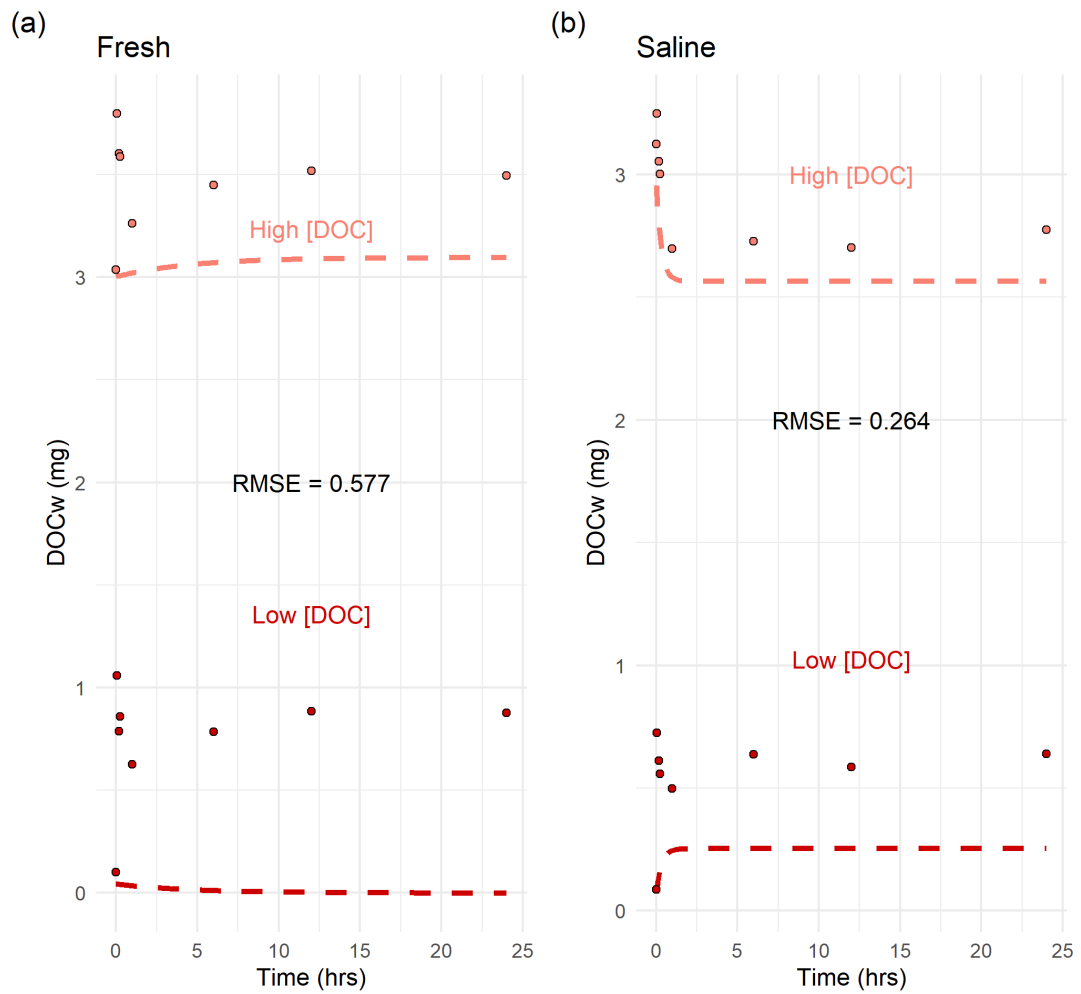 (a)
Fresh
DOCw (mg)
3
2
1
0
High [DOC]
RMSE = 0.577
Low [DOC]
0 5 10 15 20 25
Time (hrs)
(b)
Saline
DOCw (mg)
3
2
1
0
High [DOC]
RMSE = 0.264
Low [DOC]
0 5 10 15 20 25
Time (hrs)